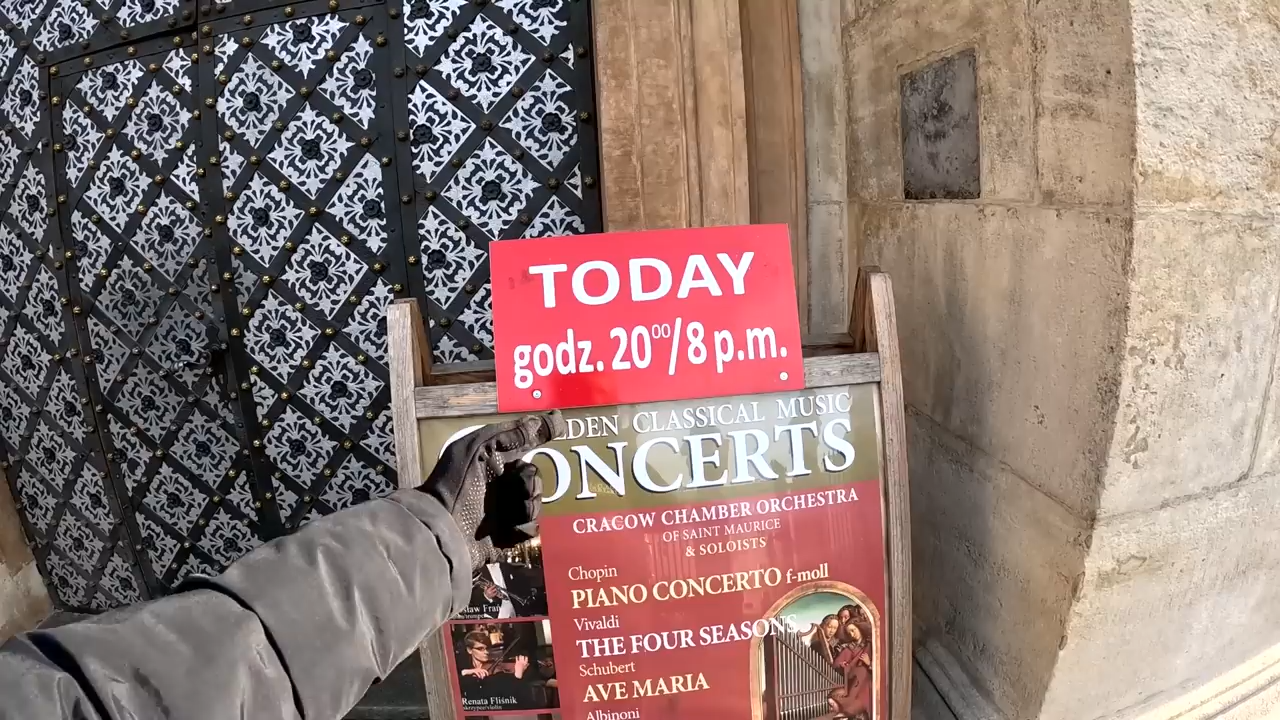 TODAY
godz. 20⁰⁰/8 p.m.
CLASSICAL MUSIC
CONCERTS
CRACOW CHAMBER ORCHESTRA
OF SAINT MAURICE
& SOLOISTS
Chopin
PIANO CONCERTO f-moll
Vivaldi
THE FOUR SEASONS
Schubert
AVE MARIA
Albinoni
Renata Fliśnik